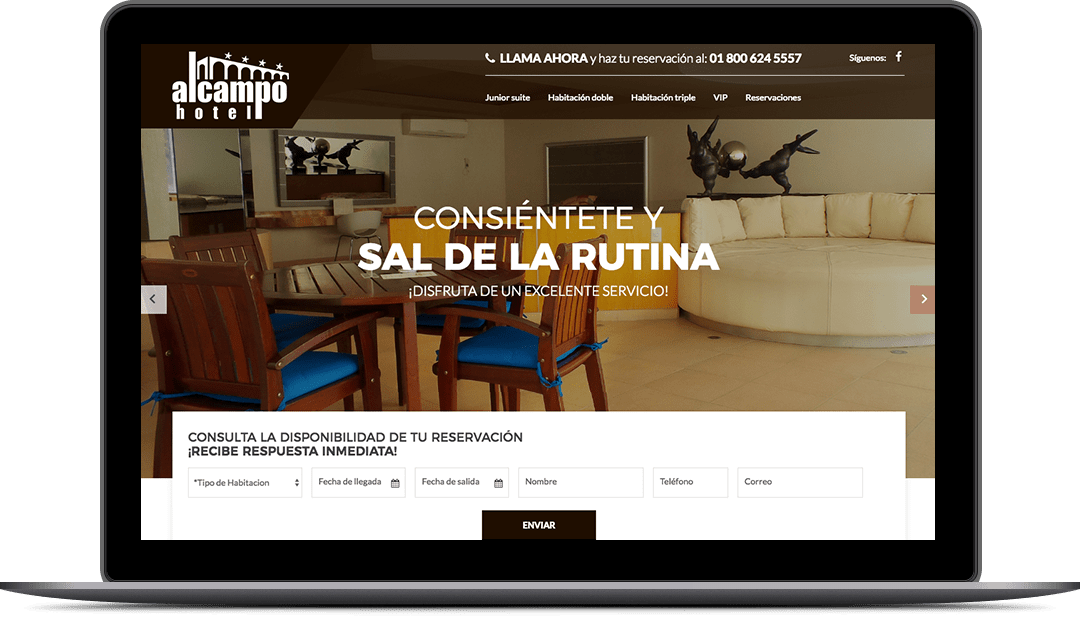 alcampo
hotel
LLAMA AHORA y haz tu reservación al: 01 800 624 5557
Síguenos:
Junior suite Habitación doble Habitación triple VIP Reservaciones
CONSIÉNTETE Y
SAL DE LA RUTINA
¡DISFRUTA DE UN EXCELENTE SERVICIO!
CONSULTA LA DISPONIBILIDAD DE TU RESERVACIÓN
¡RECIBE RESPUESTA INMEDIATA!
*Tipo de Habitacion Fecha de llegada Fecha de salida Nombre Teléfono Correo
ENVIAR